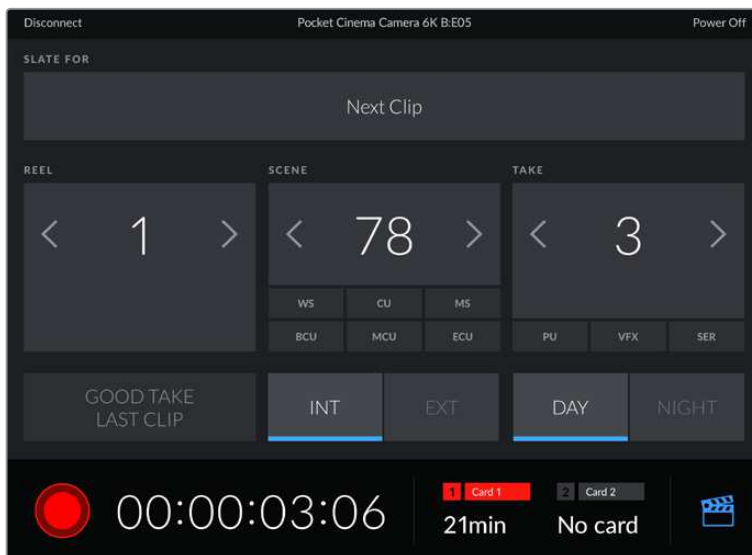 Disconnect Pocket Cinema Camera 6K B:E05 Power Off
SLATE FOR
Next Clip
REEL SCENE TAKE
< 1 > < 78 > < 3 >
WS CU MS
BCU MCU ECU PU VFX SER
GOOD TAKE
LAST CLIP
INT EXT DAY NIGHT
00:00:03:06
1 Card 1 2 Card 2
21min No card